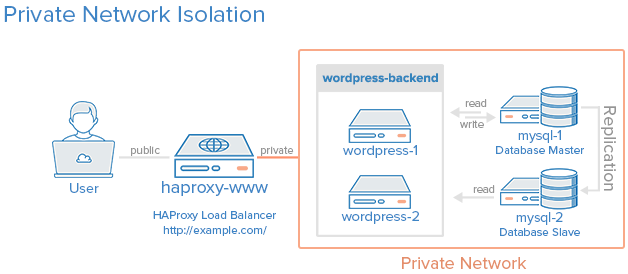 Private Network Isolation
wordpress-backend
read
write
mysql-1
Database Master
Replication
public
private
wordpress-1
User
haproxy-www
HAProxy Load Balancer
http://example.com/
wordpress-2
read
mysql-2
Database Slave
Private Network